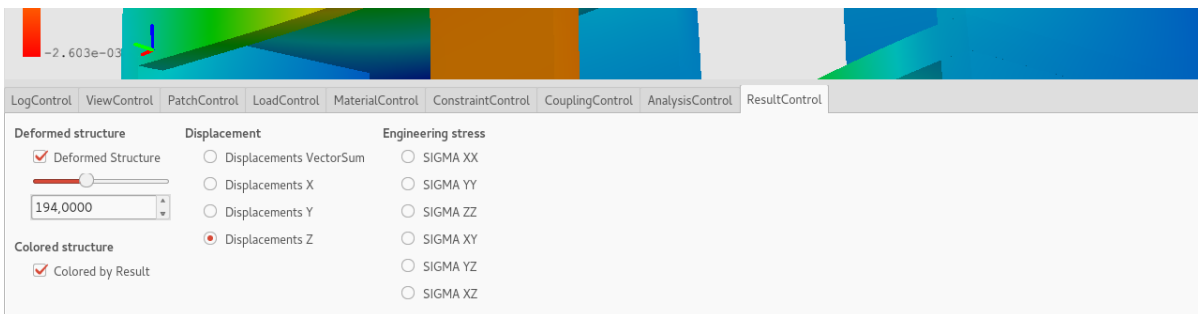 -2.603e-03
LogControl ViewControl PatchControl LoadControl MaterialControl ConstraintControl CouplingControl AnalysisControl ResultControl
Deformed structure
Deformed Structure
194,0000
Colored structure
Colored by Result
Displacement
Displacements VectorSum
Displacements X
Displacements Y
Displacements Z
Engineering stress
SIGMA XX
SIGMA YY
SIGMA ZZ
SIGMA XY
SIGMA YZ
SIGMA XZ